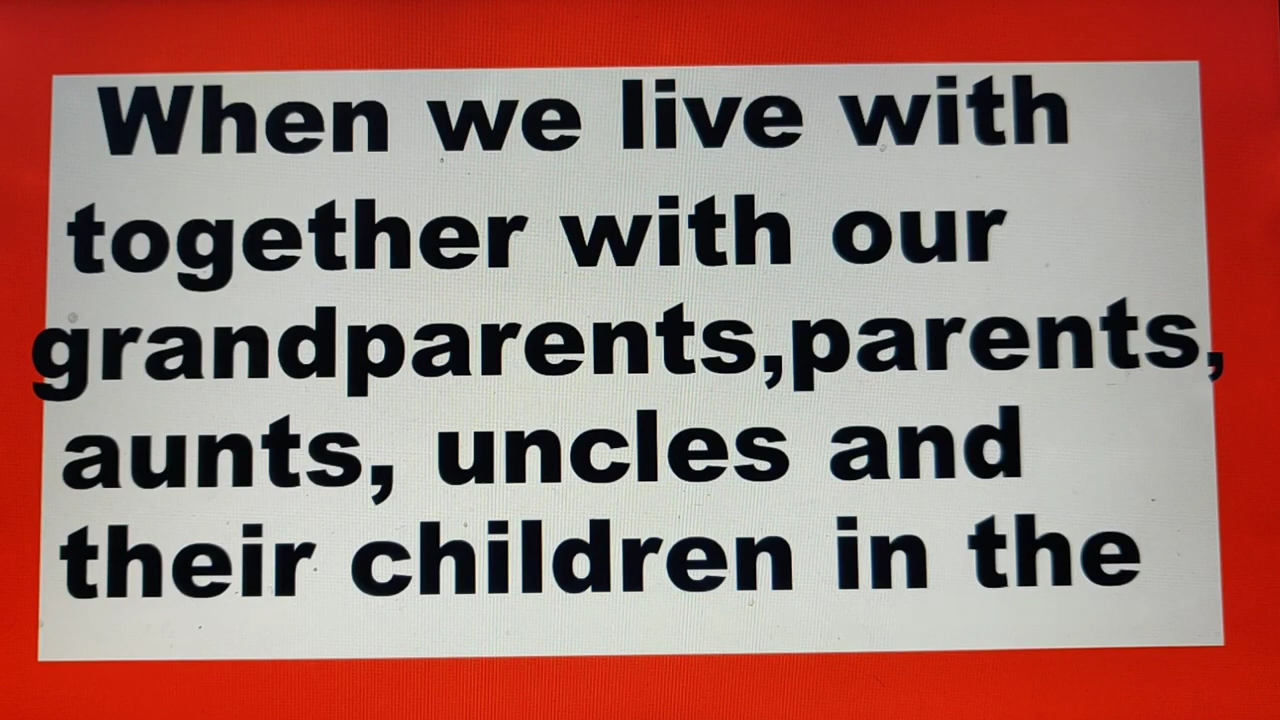 When we live with
together with our
grandparents,parents,
aunts, uncles and
their children in the